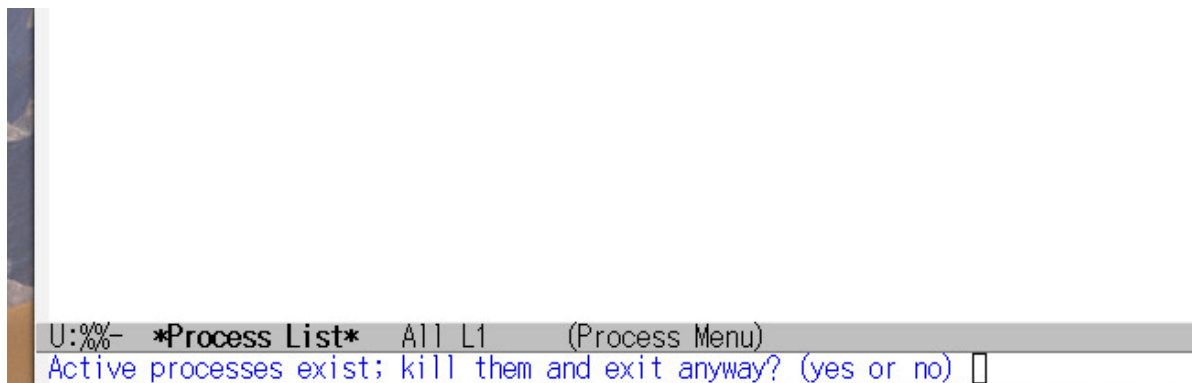 U:%%-  *Process List*   All L1     (Process Menu)
Active processes exist; kill them and exit anyway? (yes or no)